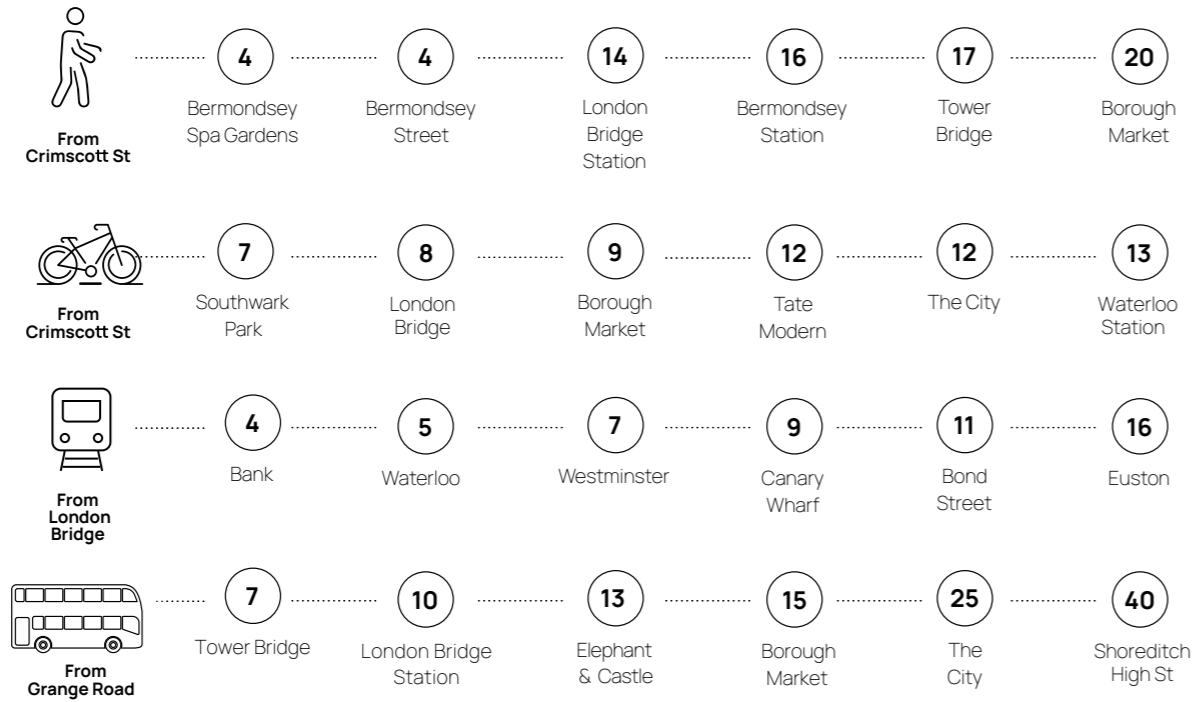 4
4
14
16
17
20
Bermondsey
Spa Gardens
Bermondsey
Street
London
Bridge
Station
Bermondsey
Station
Tower
Bridge
Borough
Market
From
Crimscott St
7
8
9
12
12
13
Southwark
Park
London
Bridge
Borough
Market
Tate
Modern
The City
Waterloo
Station
From
Crimscott St
4
5
7
9
11
16
Bank
Waterloo
Westminster
Canary
Wharf
Bond
Street
Euston
From
London
Bridge
7
10
13
15
25
40
Tower Bridge
London Bridge
Station
Elephant
& Castle
Borough
Market
The
City
Shoreditch
High St
From
Grange Road